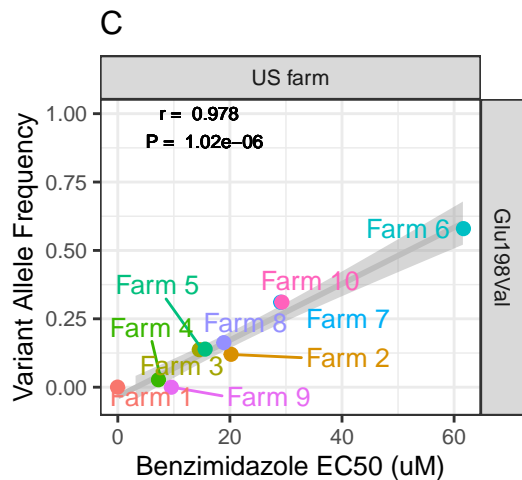 C
US farm
r = 0.978
P = 1.02e−06
1.00
0.75
0.50
0.25
0.00
Variant Allele Frequency
Glu198Val
Farm 6
Farm 10
Farm 5
Farm 7
Farm 4
Farm 8
Farm 2
Farm 3
Farm 1
Farm 9
0 20 40 60
Benzimidazole EC50 (uM)